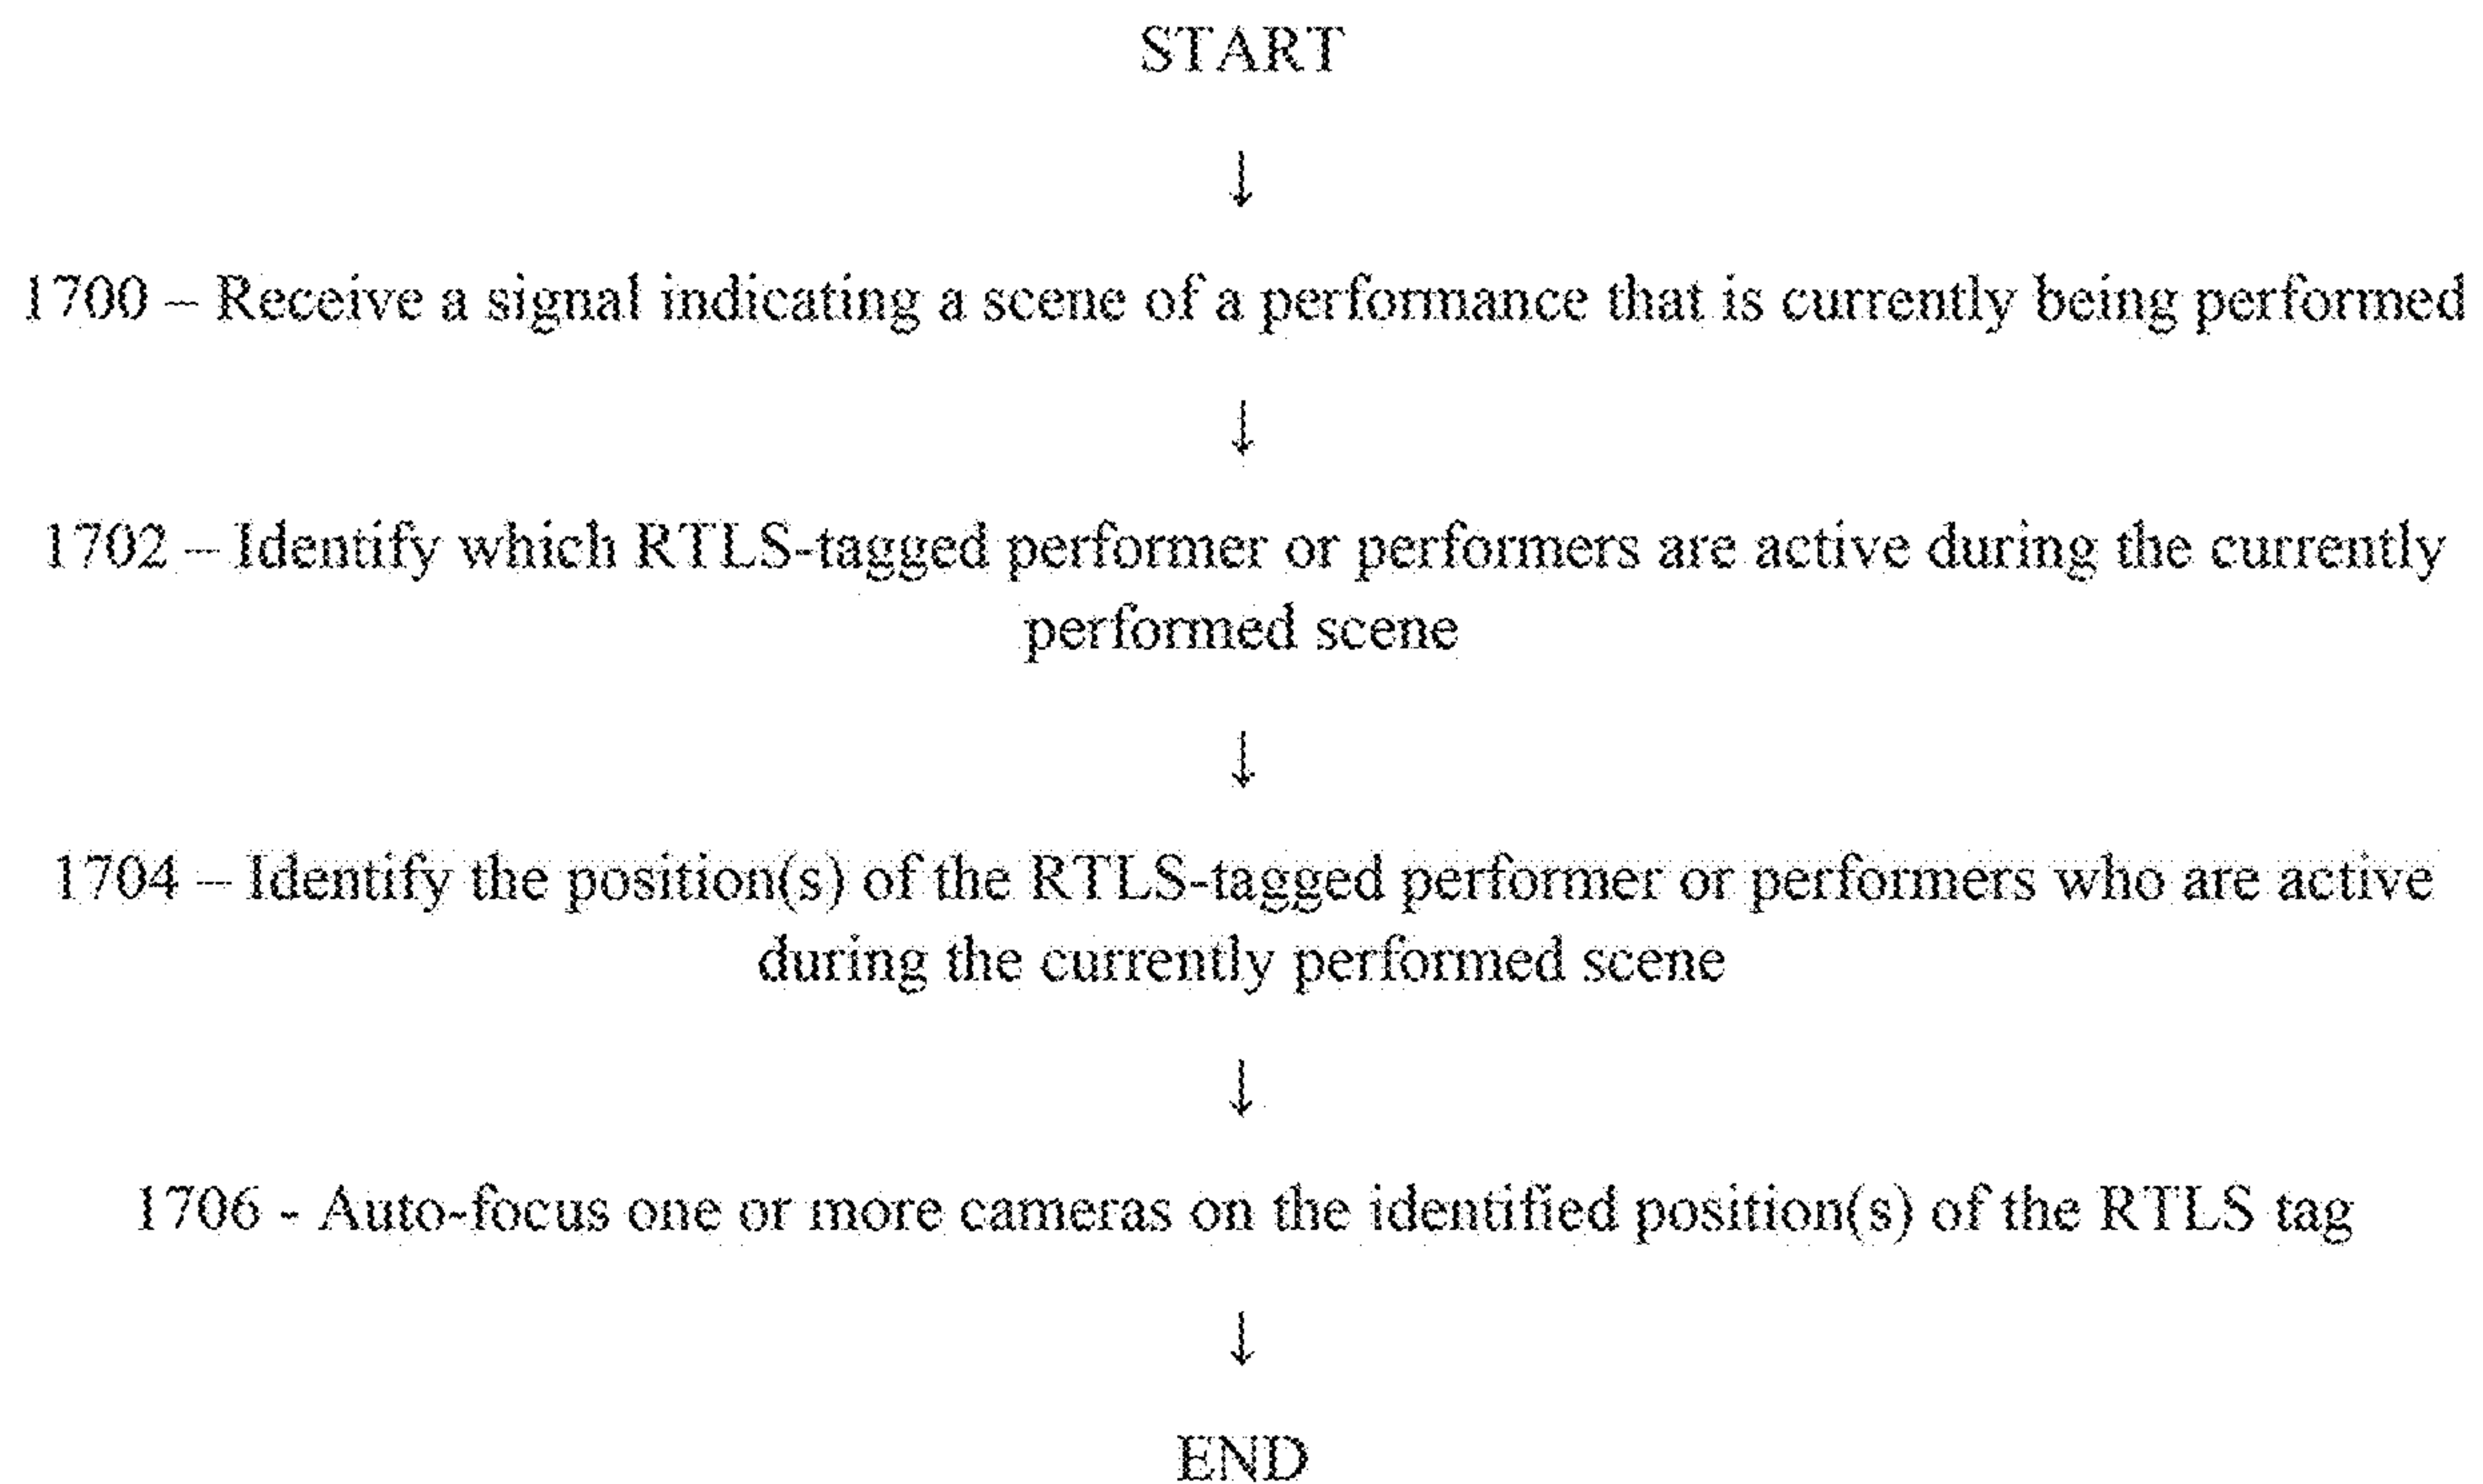 START
↓
1700 – Receive a signal indicating a scene of a performance that is currently being performed
↓
1702 – Identify which RTLS-tagged performer or performers are active during the currently
performed scene
↓
1704 – Identify the position(s) of the RTLS-tagged performer or performers who are active
during the currently performed scene
↓
1706 - Auto-focus one or more cameras on the identified position(s) of the RTLS tag
↓
END